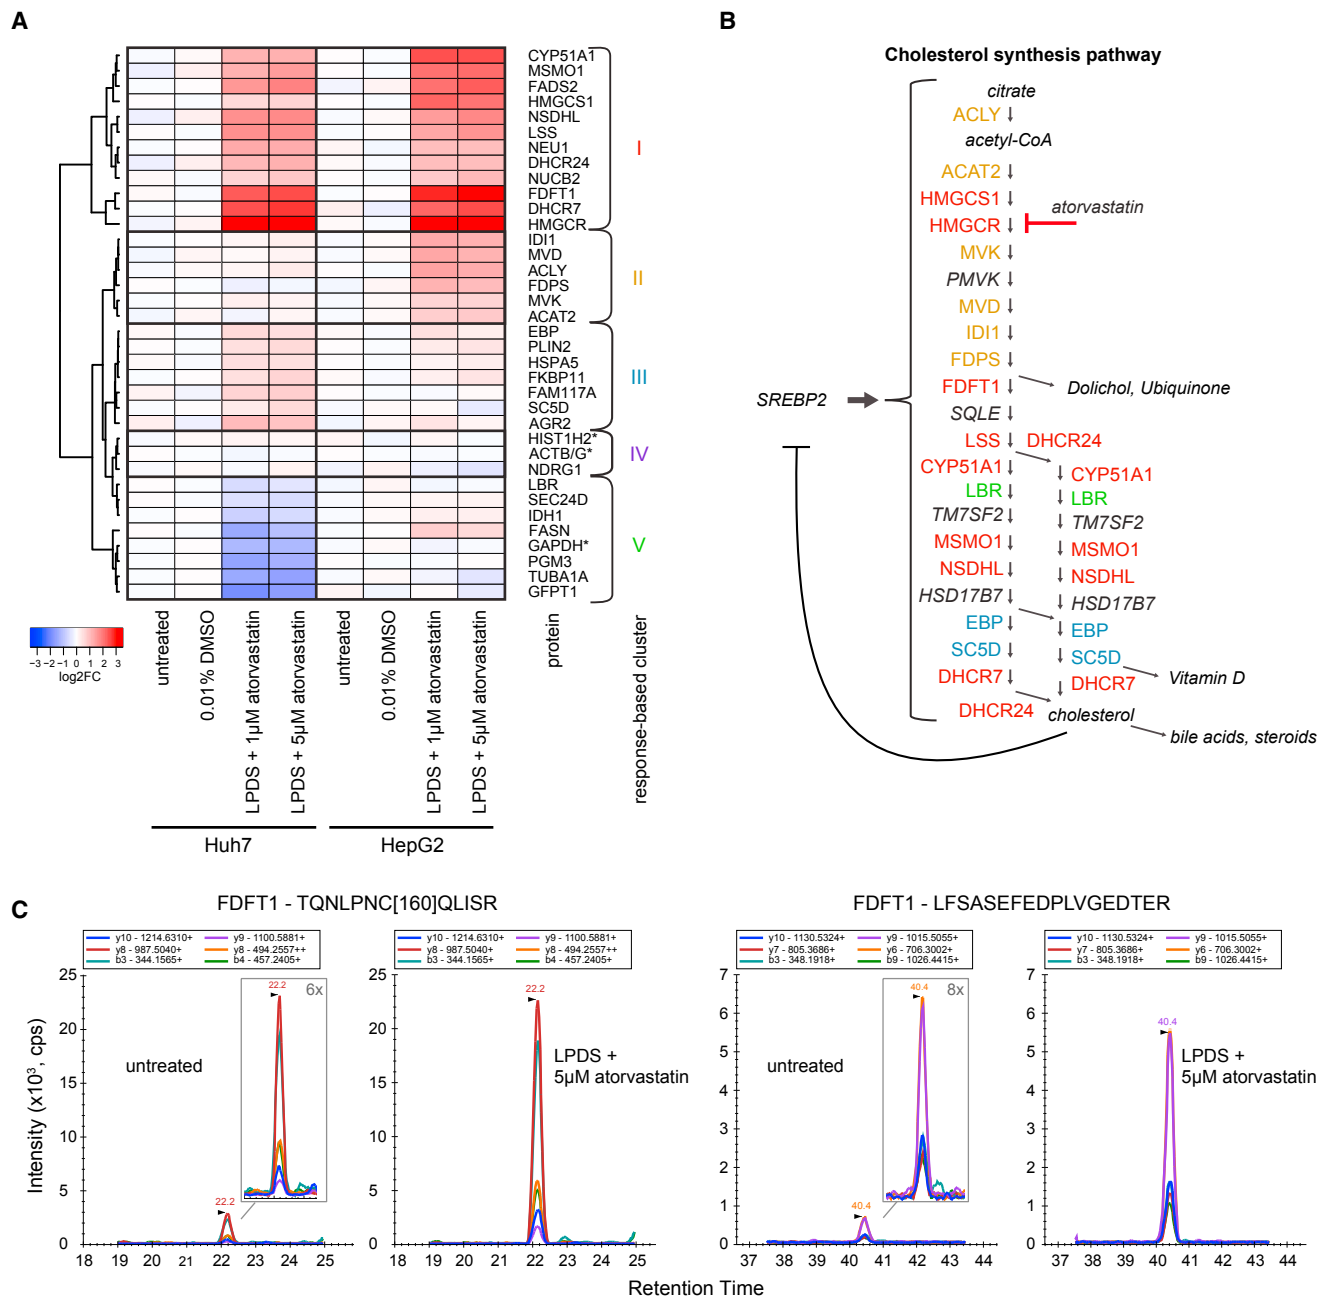 A
CYP51A1
MSMO1
FADS2
HMGCS1
NSDHL
LSS
NEU1
DHCR24
NUCB2
FDFT1
DHCR7
HMGCR
IDI1
MVD
ACLY
FDPS
MVK
ACAT2
EBP
PLIN2
HSPA5
FKBP11
FAM117A
SC5D
AGR2
HIST1H2*
ACTB/G*
NDRG1
LBR
SEC24D
IDH1
FASN
GAPDH*
PGM3
TUBA1A
GFPT1
I
II
III
IV
V
-3 -2 -1 0 1 2 3
log2FC
untreated
0.01% DMSO
LPDS + 1µM atorvastatin
LPDS + 5µM atorvastatin
untreated
0.01% DMSO
LPDS + 1µM atorvastatin
LPDS + 5µM atorvastatin
protein
response-based cluster
Huh7
HepG2
B
Cholesterol synthesis pathway
citrate
ACLY
acetyl-CoA
ACAT2
HMGCS1
HMGCR
atorvastatin
MVK
PMVK
MVD
IDI1
FDPS
FDFT1
Dolichol, Ubiquinone
SREBP2
SQLE
LSS DHCR24
CYP51A1
CYP51A1
LBR
LBR
TM7SF2
TM7SF2
MSMO1
MSMO1
NSDHL
NSDHL
HSD17B7
HSD17B7
EBP
EBP
SC5D
SC5D
DHCR7
Vitamin D
DHCR7
DHCR24
cholesterol
bile acids, steroids
C
FDFT1 - TQNLPNC[160]QLISR
y10 - 1214.6310+ y9 - 1100.5881+
y8 - 987.5040+ y8 - 494.2557++
b3 - 344.1565+ b4 - 457.2405+
25
20
15
10
5
0
Intensity (x10³, cps)
untreated
6x
22.2
22.2
18 19 20 21 22 23 24 25
y10 - 1214.6310+ y9 - 1100.5881+
y8 - 987.5040+ y8 - 494.2557++
b3 - 344.1565+ b4 - 457.2405+
25
20
15
10
5
0
22.2
LPDS +
5µM atorvastatin
18 19 20 21 22 23 24 25
FDFT1 - LFSASEFEDPLVGEDTER
y10 - 1130.5324+ y9 - 1015.5055+
y7 - 805.3686+ y6 - 706.3002+
b3 - 348.1918+ b9 - 1026.4415+
7
6
5
4
3
2
1
0
untreated
8x
40.4
40.4
37 38 39 40 41 42 43 44
y10 - 1130.5324+ y9 - 1015.5055+
y7 - 805.3686+ y6 - 706.3002+
b3 - 348.1918+ b9 - 1026.4415+
7
6
5
4
3
2
1
0
40.4
LPDS +
5µM atorvastatin
37 38 39 40 41 42 43 44
Retention Time